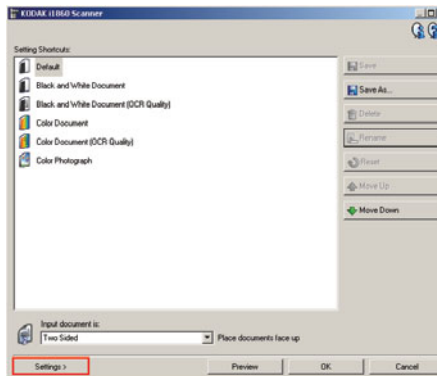 KODAK i1860 Scanner
Setting Shortcuts:
Default
Black and White Document
Black and White Document (OCR Quality)
Color Document
Color Document (OCR Quality)
Color Photograph
Save
Save As...
Delete
Rename
Reset
Move Up
Move Down
Input document is:
Two Sided
Place documents face up
Settings >
Preview
OK
Cancel